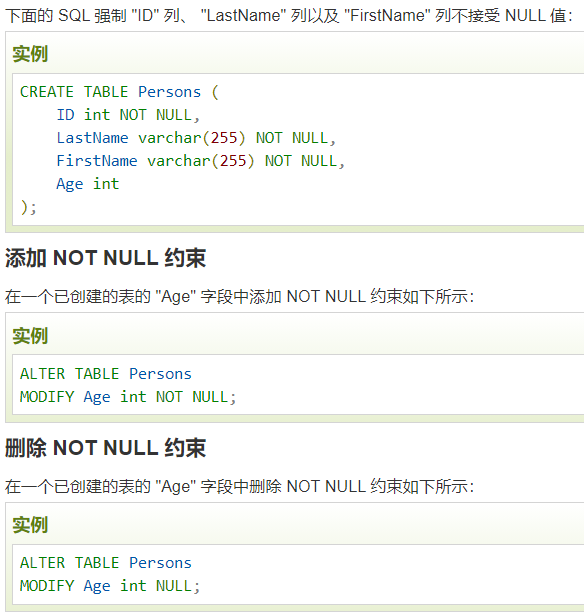 下面的 SQL 强制 "ID" 列、 "LastName" 列以及 "FirstName" 列不接受 NULL 值：
实例
CREATE TABLE Persons (
    ID int NOT NULL,
    LastName varchar(255) NOT NULL,
    FirstName varchar(255) NOT NULL,
    Age int
);
添加 NOT NULL 约束
在一个已创建的表的 "Age" 字段中添加 NOT NULL 约束如下所示：
实例
ALTER TABLE Persons
MODIFY Age int NOT NULL;
删除 NOT NULL 约束
在一个已创建的表的 "Age" 字段中删除 NOT NULL 约束如下所示：
实例
ALTER TABLE Persons
MODIFY Age int NULL;